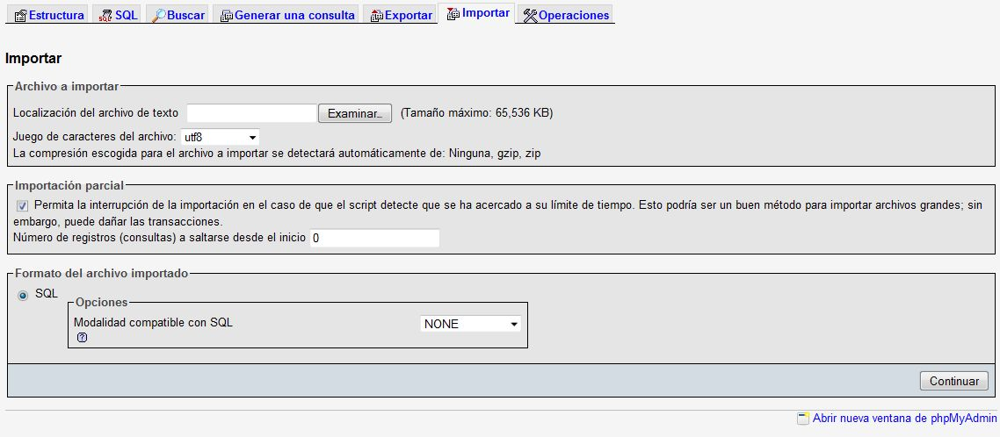 Estructura SQL Buscar Generar una consulta Exportar Importar Operaciones
Importar
Archivo a importar
Localización del archivo de texto Examinar... (Tamaño máximo: 65,536 KB)
Juego de caracteres del archivo: utf8
La compresión escogida para el archivo a importar se detectará automáticamente de: Ninguna, gzip, zip
Importación parcial
Permita la interrupción de la importación en el caso de que el script detecte que se ha acercado a su límite de tiempo. Esto podría ser un buen método para importar archivos grandes; sin
embargo, puede dañar las transacciones.
Número de registros (consultas) a saltarse desde el inicio 0
Formato del archivo importado
SQL
Opciones
Modalidad compatible con SQL NONE
Continuar
Abrir nueva ventana de phpMyAdmin